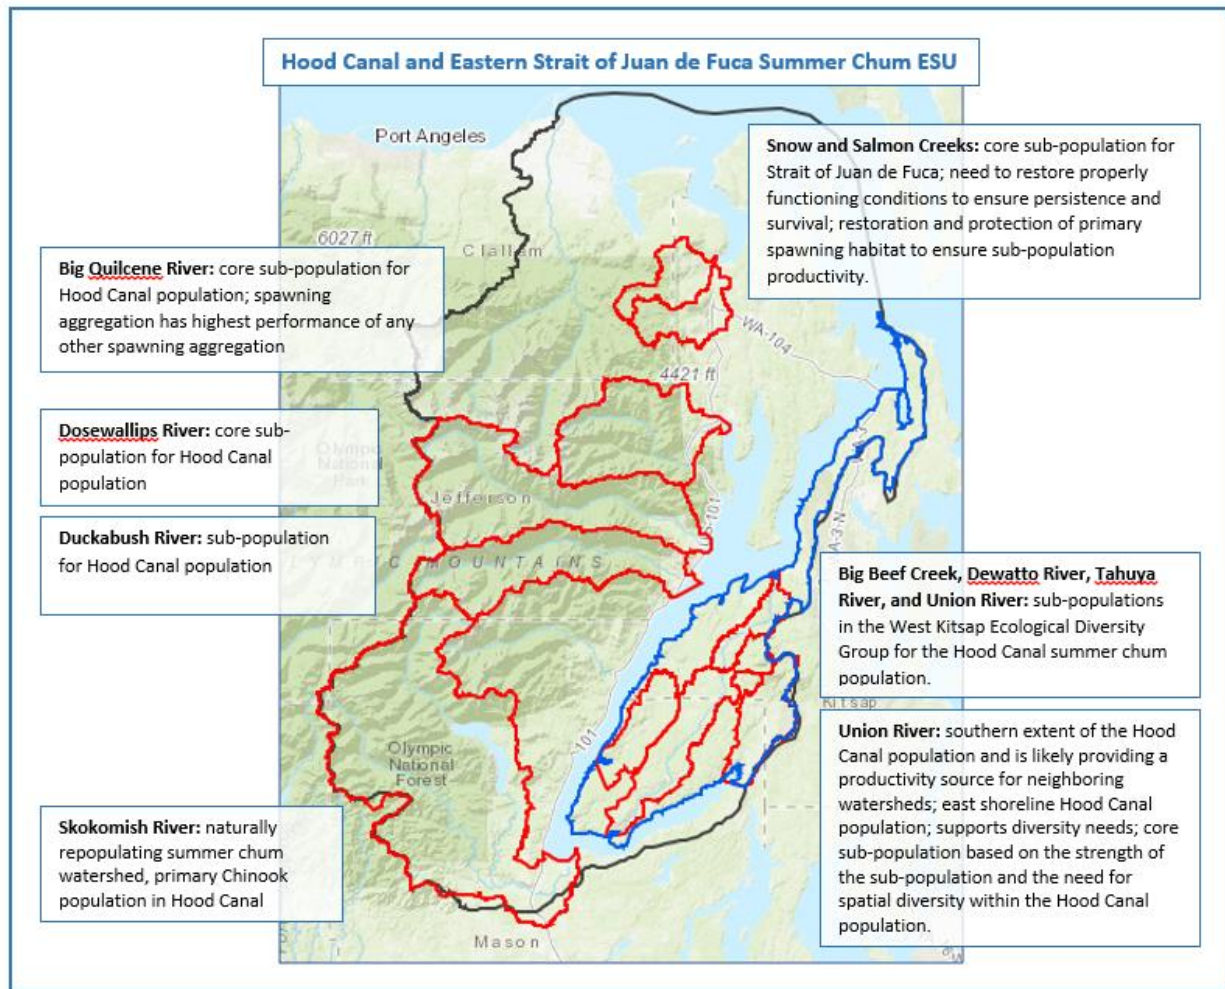 Hood Canal and Eastern Strait of Juan de Fuca Summer Chum ESU
Port Angeles
6027 ft
Clallam
Snow and Salmon Creeks: core sub-population for
Strait of Juan de Fuca; need to restore properly
functioning conditions to ensure persistence and
survival; restoration and protection of primary
spawning habitat to ensure sub-population
productivity.
Big Quilcene River: core sub-population for
Hood Canal population; spawning
aggregation has highest performance of any
other spawning aggregation
WA-104
4421 ft
Dosewallips River: core sub-
population for Hood Canal
population
Olympic
National
Park
Jefferson
US-101
WA-3-N
Duckabush River: sub-population
for Hood Canal population
MOUNTAINS
Big Beef Creek, Dewatto River, Tahuya
River, and Union River: sub-populations
in the West Kitsap Ecological Diversity
Group for the Hood Canal summer chum
population.
Kitsap
101
Olympic
National
Forest
Union River: southern extent of the Hood
Canal population and is likely providing a
productivity source for neighboring
watersheds; east shoreline Hood Canal
population; supports diversity needs; core
sub-population based on the strength of
the sub-population and the need for
spatial diversity within the Hood Canal
population.
Skokomish River: naturally
repopulating summer chum
watershed, primary Chinook
population in Hood Canal
Mason